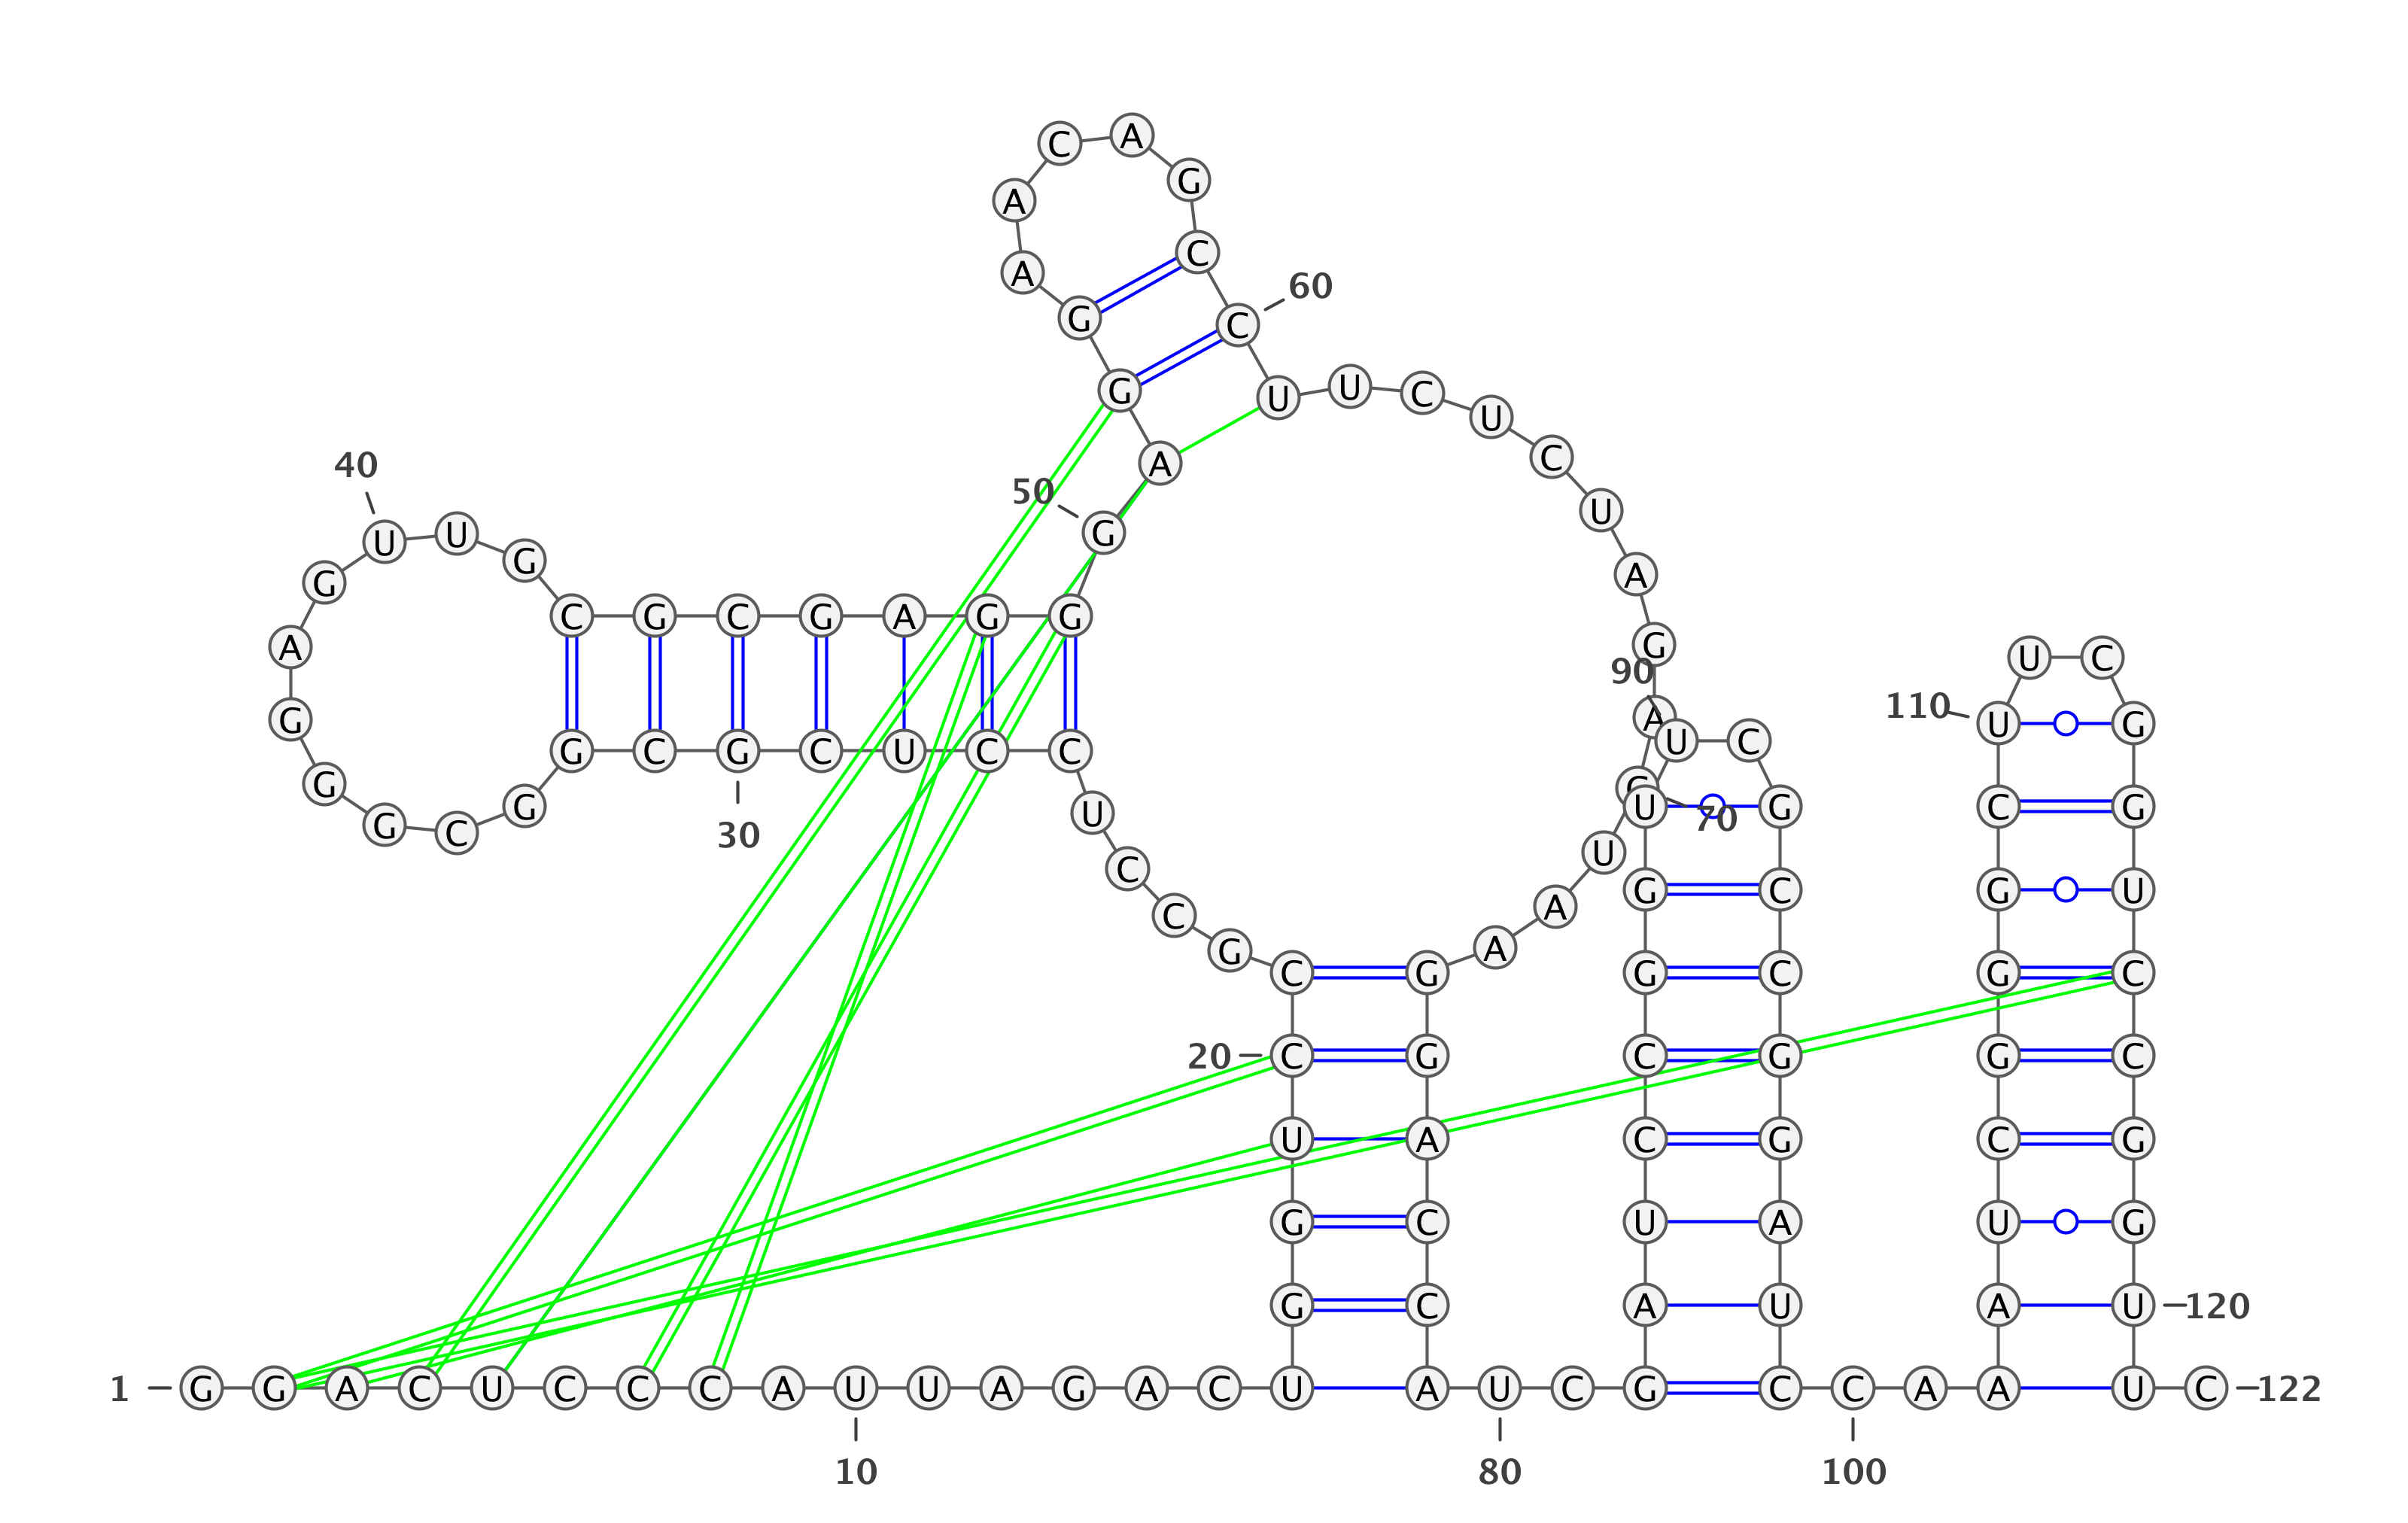 C A
G
A
C
A
60
G C
G U U C U
40 A C
50 U
U U G
G G A
C G C G A G G
A G
U C
90
110
G A U G
U C
G C G C U C C
G
G U G C G
G C U 70
30
U
C G C G U
C A
G A
C G G C G C
20 C G C G G C
U A C G C G
G C U A U G
G C A U A U 120
1 G G A C U C C C A U U A G A C U A U C G C C A A U C 122
10 80 100